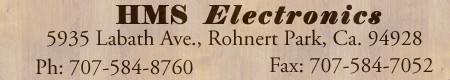 HMS Electronics
5935 Labath Ave., Rohnert Park, Ca. 94928
Ph: 707-584-8760 Fax: 707-584-7052